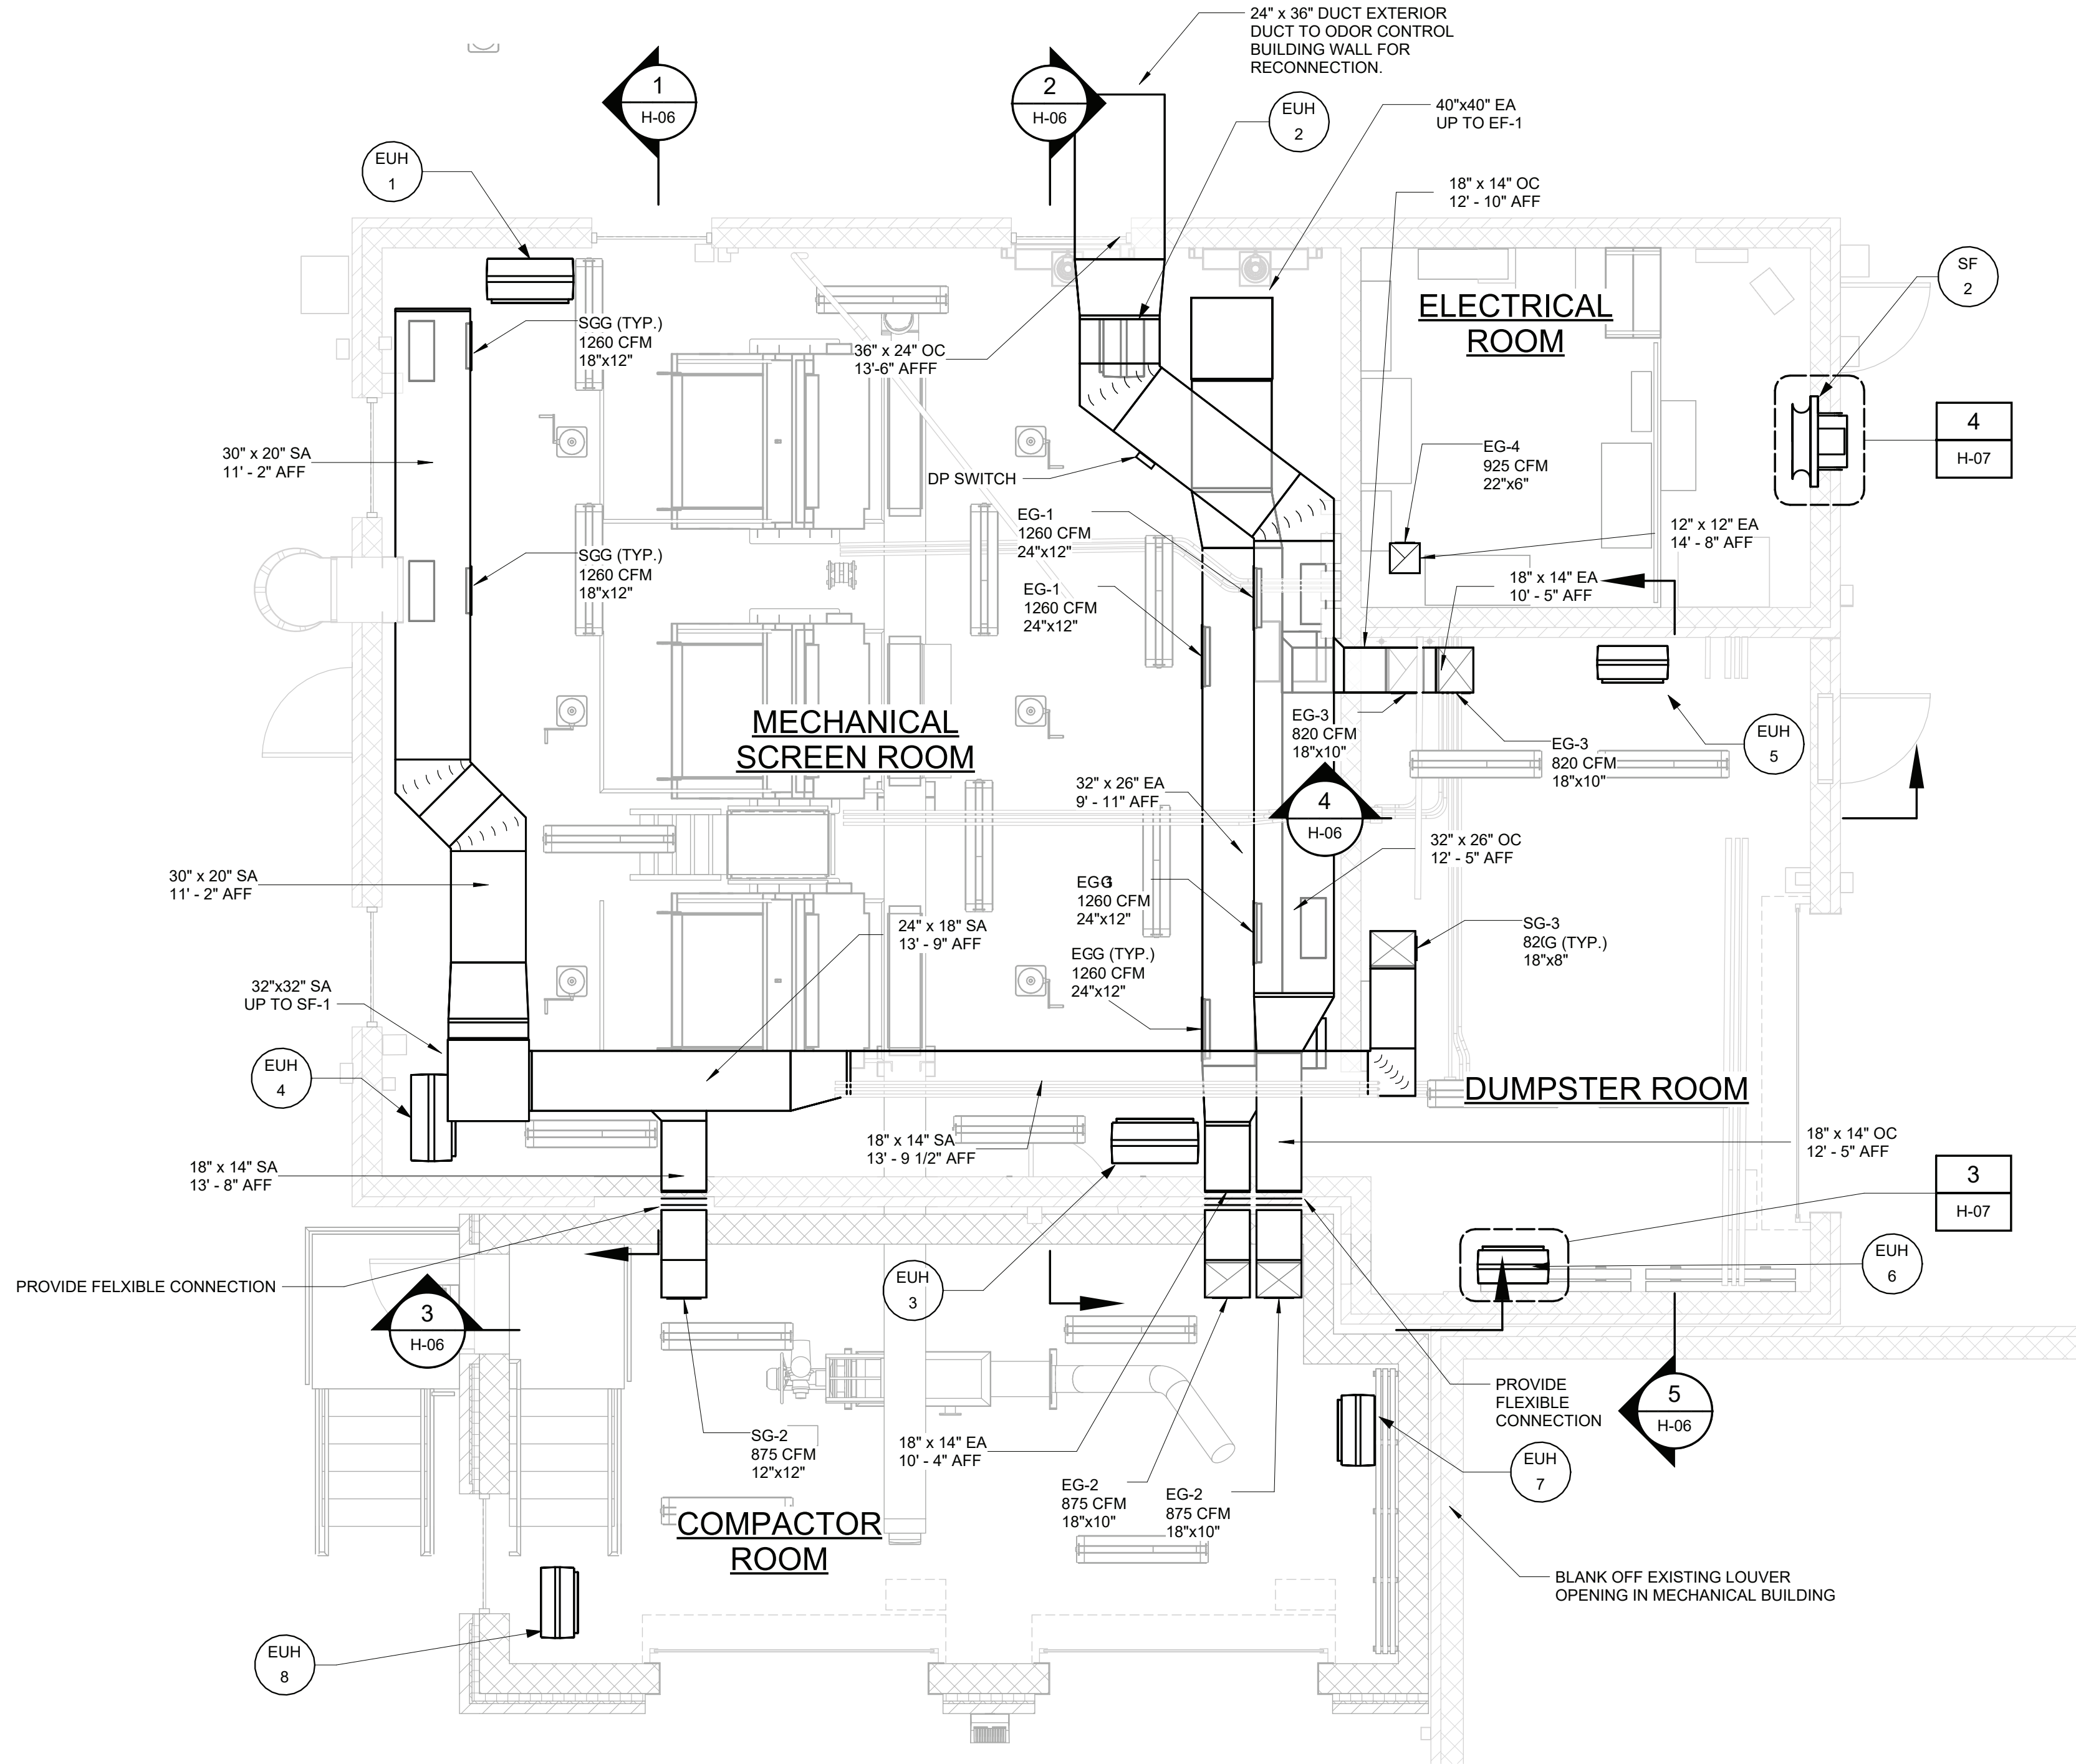 24" x 36" DUCT EXTERIOR
DUCT TO ODOR CONTROL
BUILDING WALL FOR
RECONNECTION.
1
H-06
2
H-06
EUH
2
40"x40" EA
UP TO EF-1
EUH
1
18" x 14" OC
12' - 10" AFF
SF
2
ELECTRICAL
ROOM
SGG (TYP.)
1260 CFM
18"x12"
36" x 24" OC
13'-6" AFFF
4
H-07
30" x 20" SA
11' - 2" AFF
EG-4
925 CFM
22"x6"
DP SWITCH
EG-1
1260 CFM
24"x12"
12" x 12" EA
14' - 8" AFF
SGG (TYP.)
1260 CFM
18"x12"
EG-1
1260 CFM
24"x12"
18" x 14" EA
10' - 5" AFF
MECHANICAL
SCREEN ROOM
EG-3
820 CFM
18"x10"
EG-3
820 CFM
18"x10"
EUH
5
32" x 26" EA
9' - 11" AFF
4
H-06
32" x 26" OC
12' - 5" AFF
30" x 20" SA
11' - 2" AFF
1260 CFM
24"x12"
24" x 18" SA
13' - 9" AFF
SG-3
(TYP.)
18"x8"
EGG (TYP.)
1260 CFM
24"x12"
32"x32" SA
UP TO SF-1
EUH
4
DUMPSTER ROOM
18" x 14" SA
13' - 9 1/2" AFF
18" x 14" OC
12' - 5" AFF
18" x 14" SA
13' - 8" AFF
3
H-07
PROVIDE FELXIBLE CONNECTION
EUH
3
EUH
6
3
H-06
PROVIDE
FLEXIBLE
CONNECTION
5
H-06
SG-2
875 CFM
12"x12"
18" x 14" EA
10' - 4" AFF
EUH
7
EG-2
875 CFM
18"x10"
EG-2
875 CFM
18"x10"
COMPACTOR
ROOM
BLANK OFF EXISTING LOUVER
OPENING IN MECHANICAL BUILDING
EUH
8